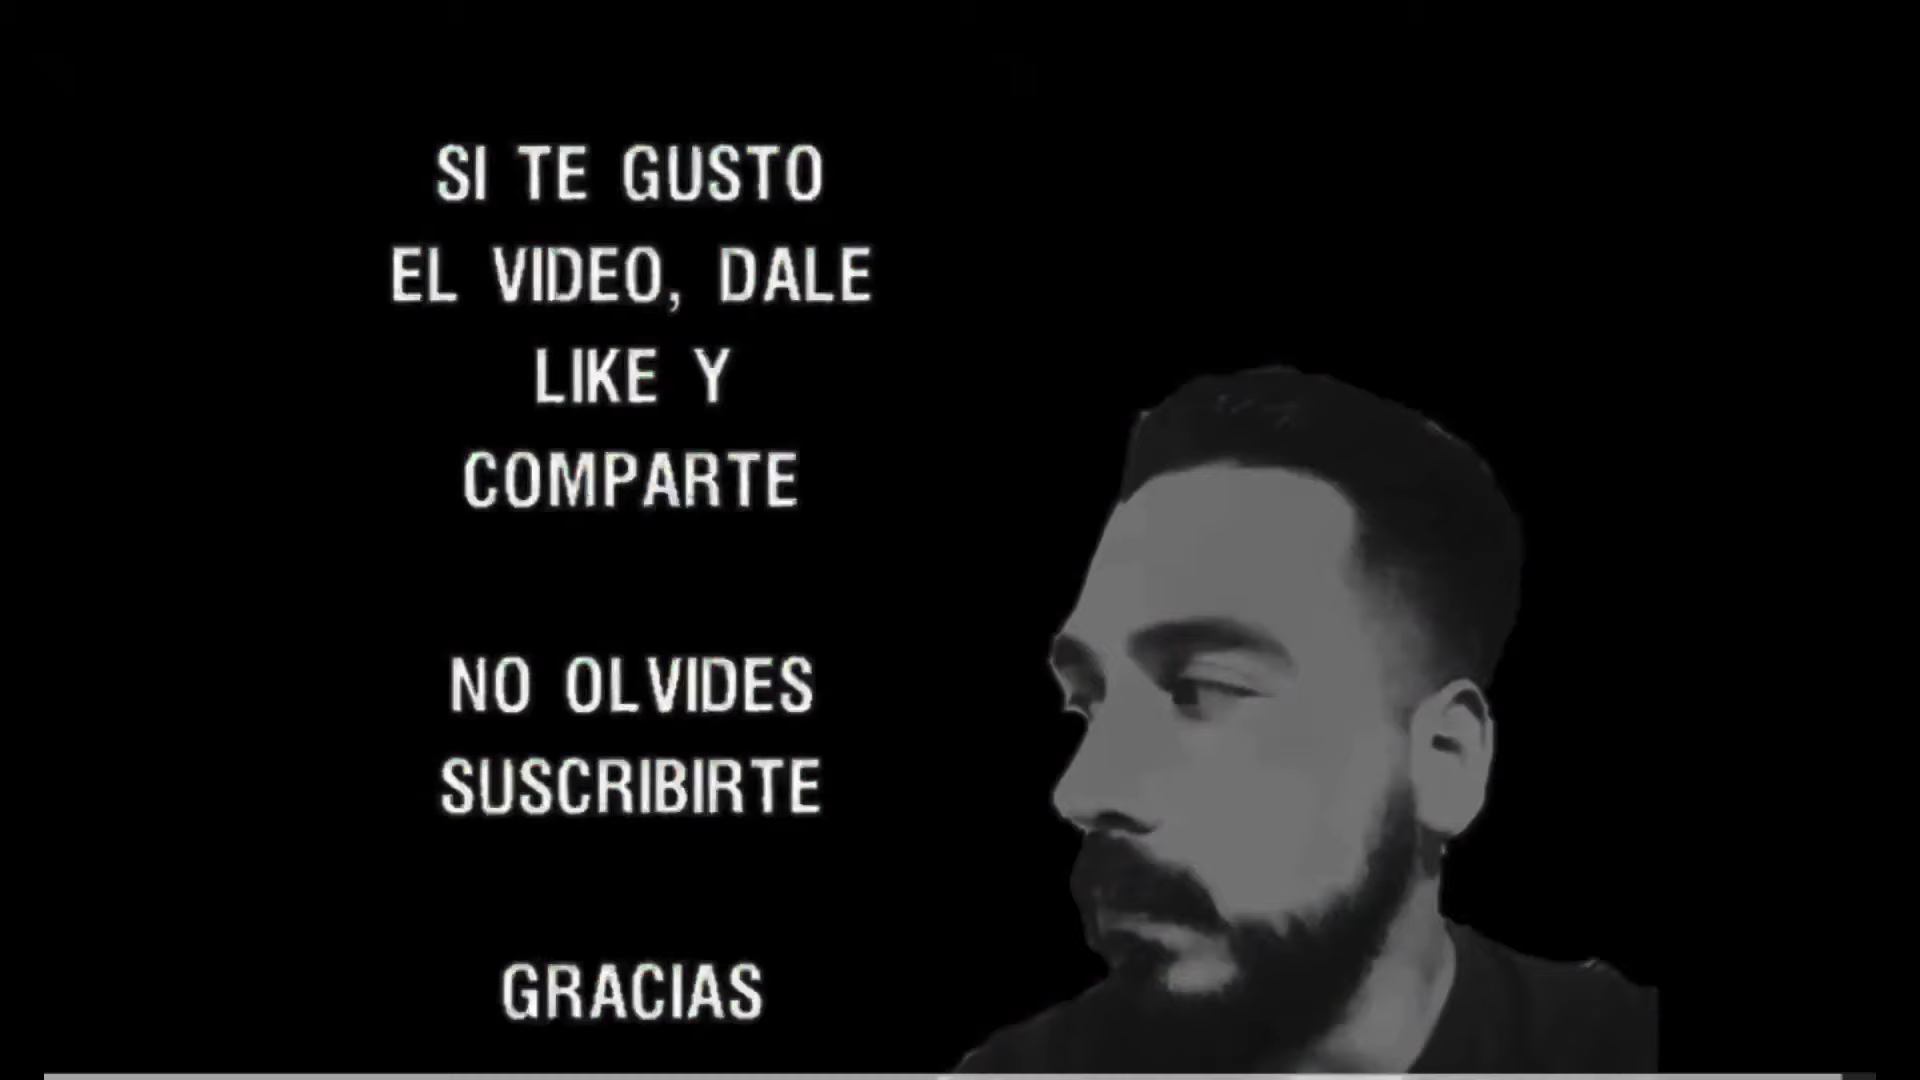 SI TE GUSTO
EL VIDEO, DALE
LIKE Y
COMPARTE
NO OLVIDES
SUSCRIBIRTE
GRACIAS